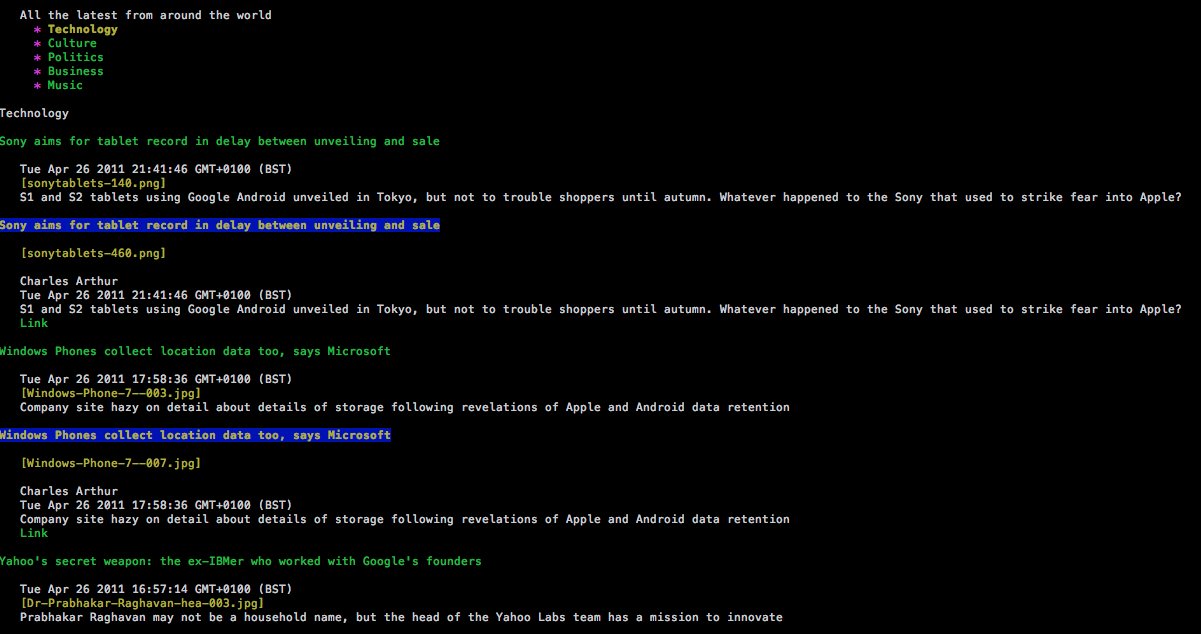 All the latest from around the world
* Technology
* Culture
* Politics
* Business
* Music
Technology
Sony aims for tablet record in delay between unveiling and sale
Tue Apr 26 2011 21:41:46 GMT+0100 (BST)
[sonytablets-140.png]
S1 and S2 tablets using Google Android unveiled in Tokyo, but not to trouble shoppers until autumn. Whatever happened to the Sony that used to strike fear into Apple?
Sony aims for tablet record in delay between unveiling and sale
[sonytablets-460.png]
Charles Arthur
Tue Apr 26 2011 21:41:46 GMT+0100 (BST)
S1 and S2 tablets using Google Android unveiled in Tokyo, but not to trouble shoppers until autumn. Whatever happened to the Sony that used to strike fear into Apple?
Link
Windows Phones collect location data too, says Microsoft
Tue Apr 26 2011 17:58:36 GMT+0100 (BST)
[Windows-Phone-7--003.jpg]
Company site hazy on detail about details of storage following revelations of Apple and Android data retention
Windows Phones collect location data too, says Microsoft
[Windows-Phone-7--007.jpg]
Charles Arthur
Tue Apr 26 2011 17:58:36 GMT+0100 (BST)
Company site hazy on detail about details of storage following revelations of Apple and Android data retention
Link
Yahoo's secret weapon: the ex-IBMer who worked with Google's founders
Tue Apr 26 2011 16:57:14 GMT+0100 (BST)
[Dr-Prabhakar-Raghavan-hea-003.jpg]
Prabhakar Raghavan may not be a household name, but the head of the Yahoo Labs team has a mission to innovate